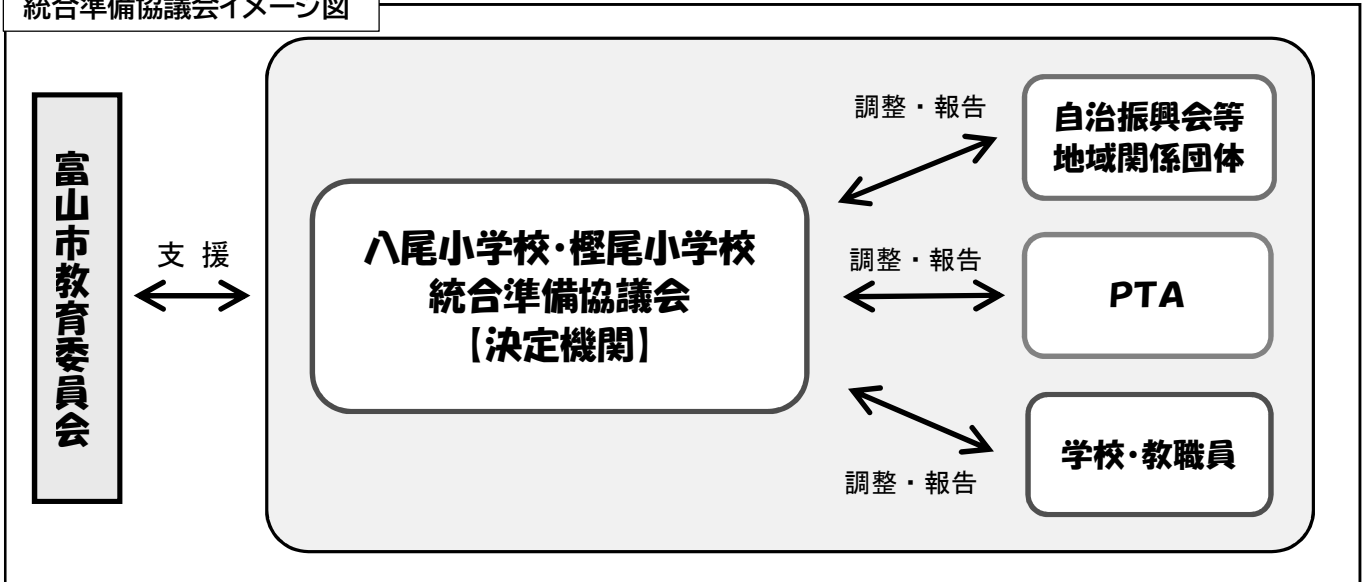 統合準備協議会イメージ図
富山市教育委員会
支 援
八尾小学校・樫尾小学校
統合準備協議会
【決定機関】
調整・報告
自治振興会等
地域関係団体
調整・報告
PTA
調整・報告
学校・教職員